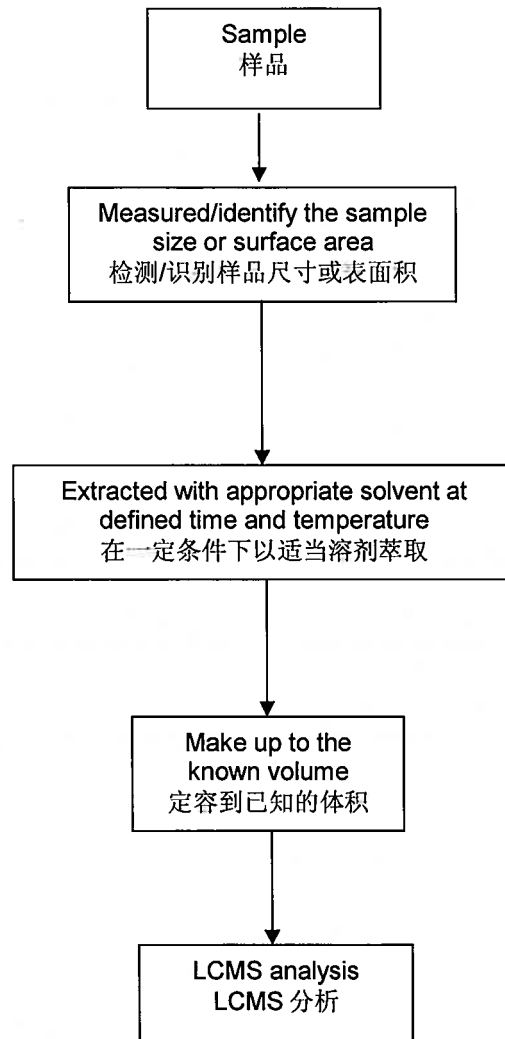 Sample
样品
Measured/identify the sample
size or surface area
检测/识别样品尺寸或表面积
Extracted with appropriate solvent at
defined time and temperature
在一定条件下以适当溶剂萃取
Make up to the
known volume
定容到已知的体积
LCMS analysis
LCMS 分析